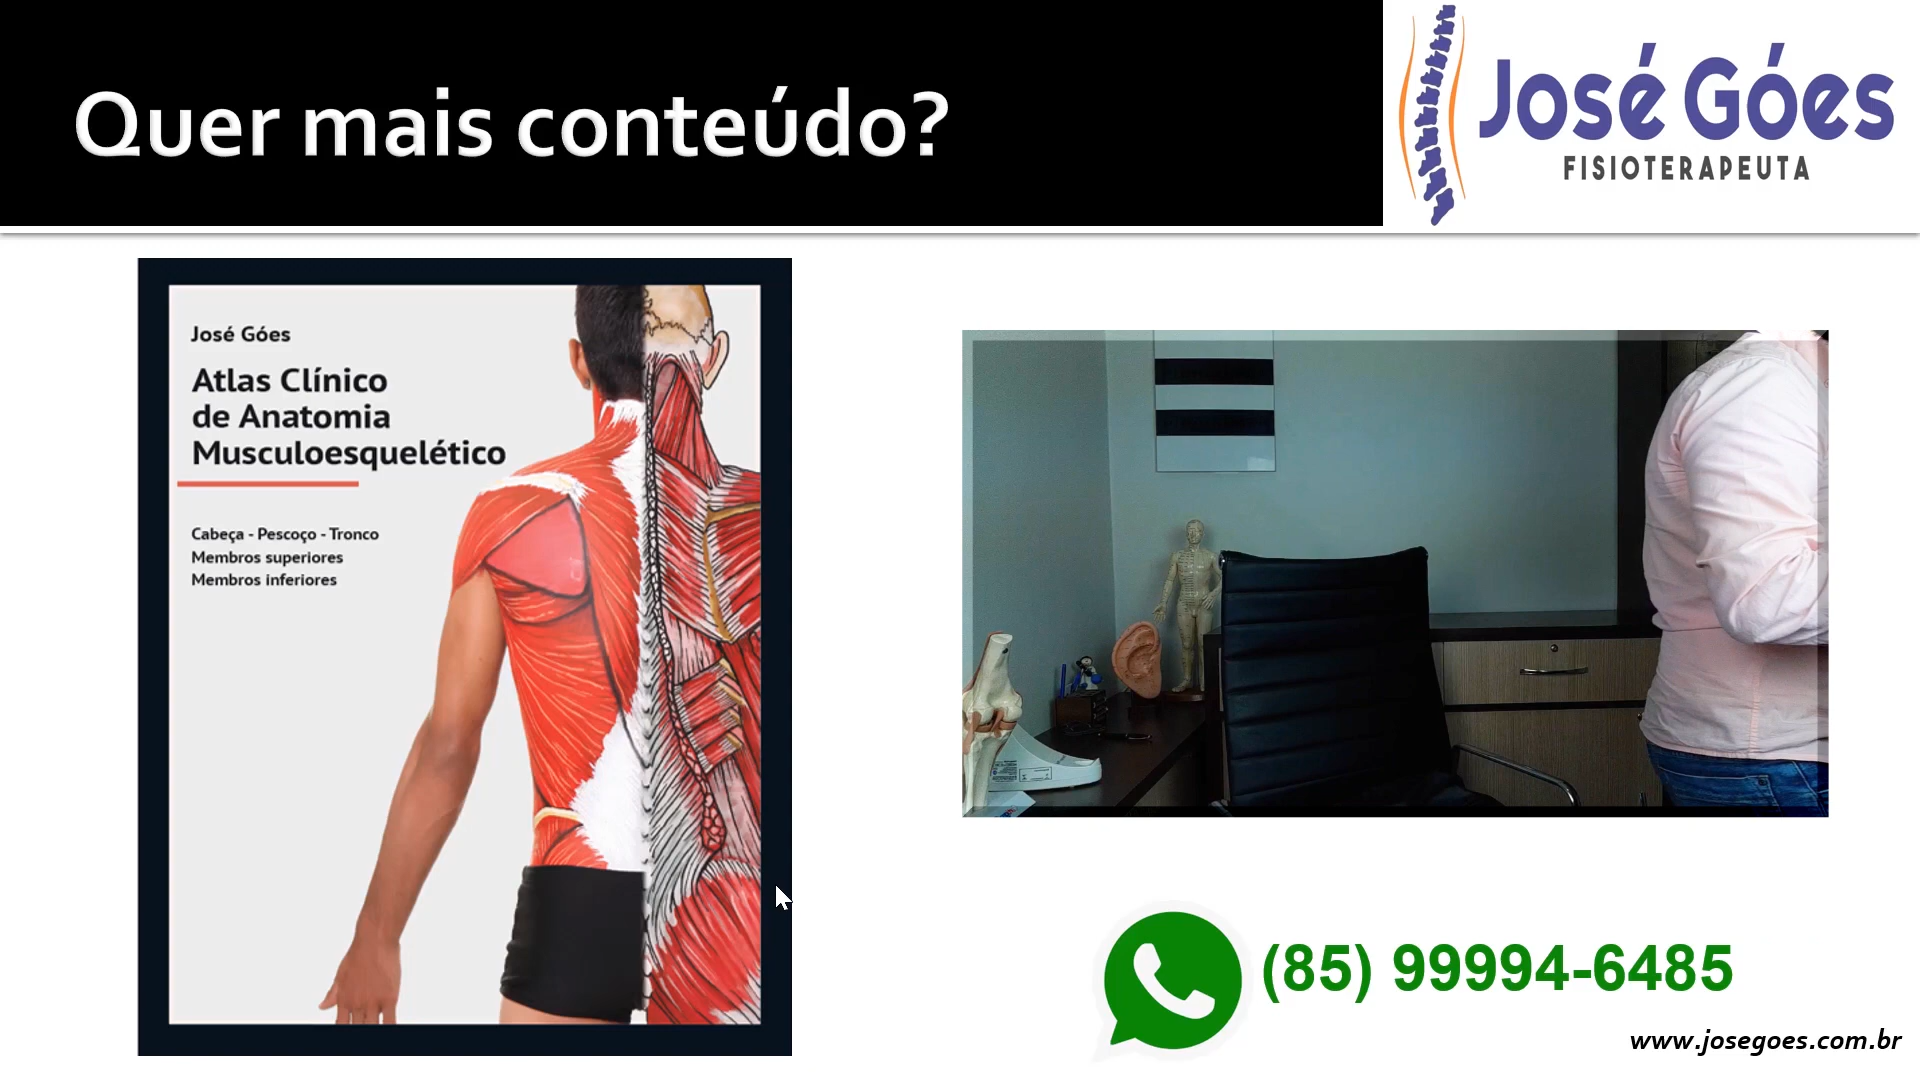 Quer mais conteúdo?
José Góes
FISIOTERAPEUTA
José Góes
Atlas Clínico
de Anatomia
Musculoesquelético
Cabeça - Pescoço - Tronco
Membros superiores
Membros inferiores
(85) 99994-6485
www.josegoes.com.br